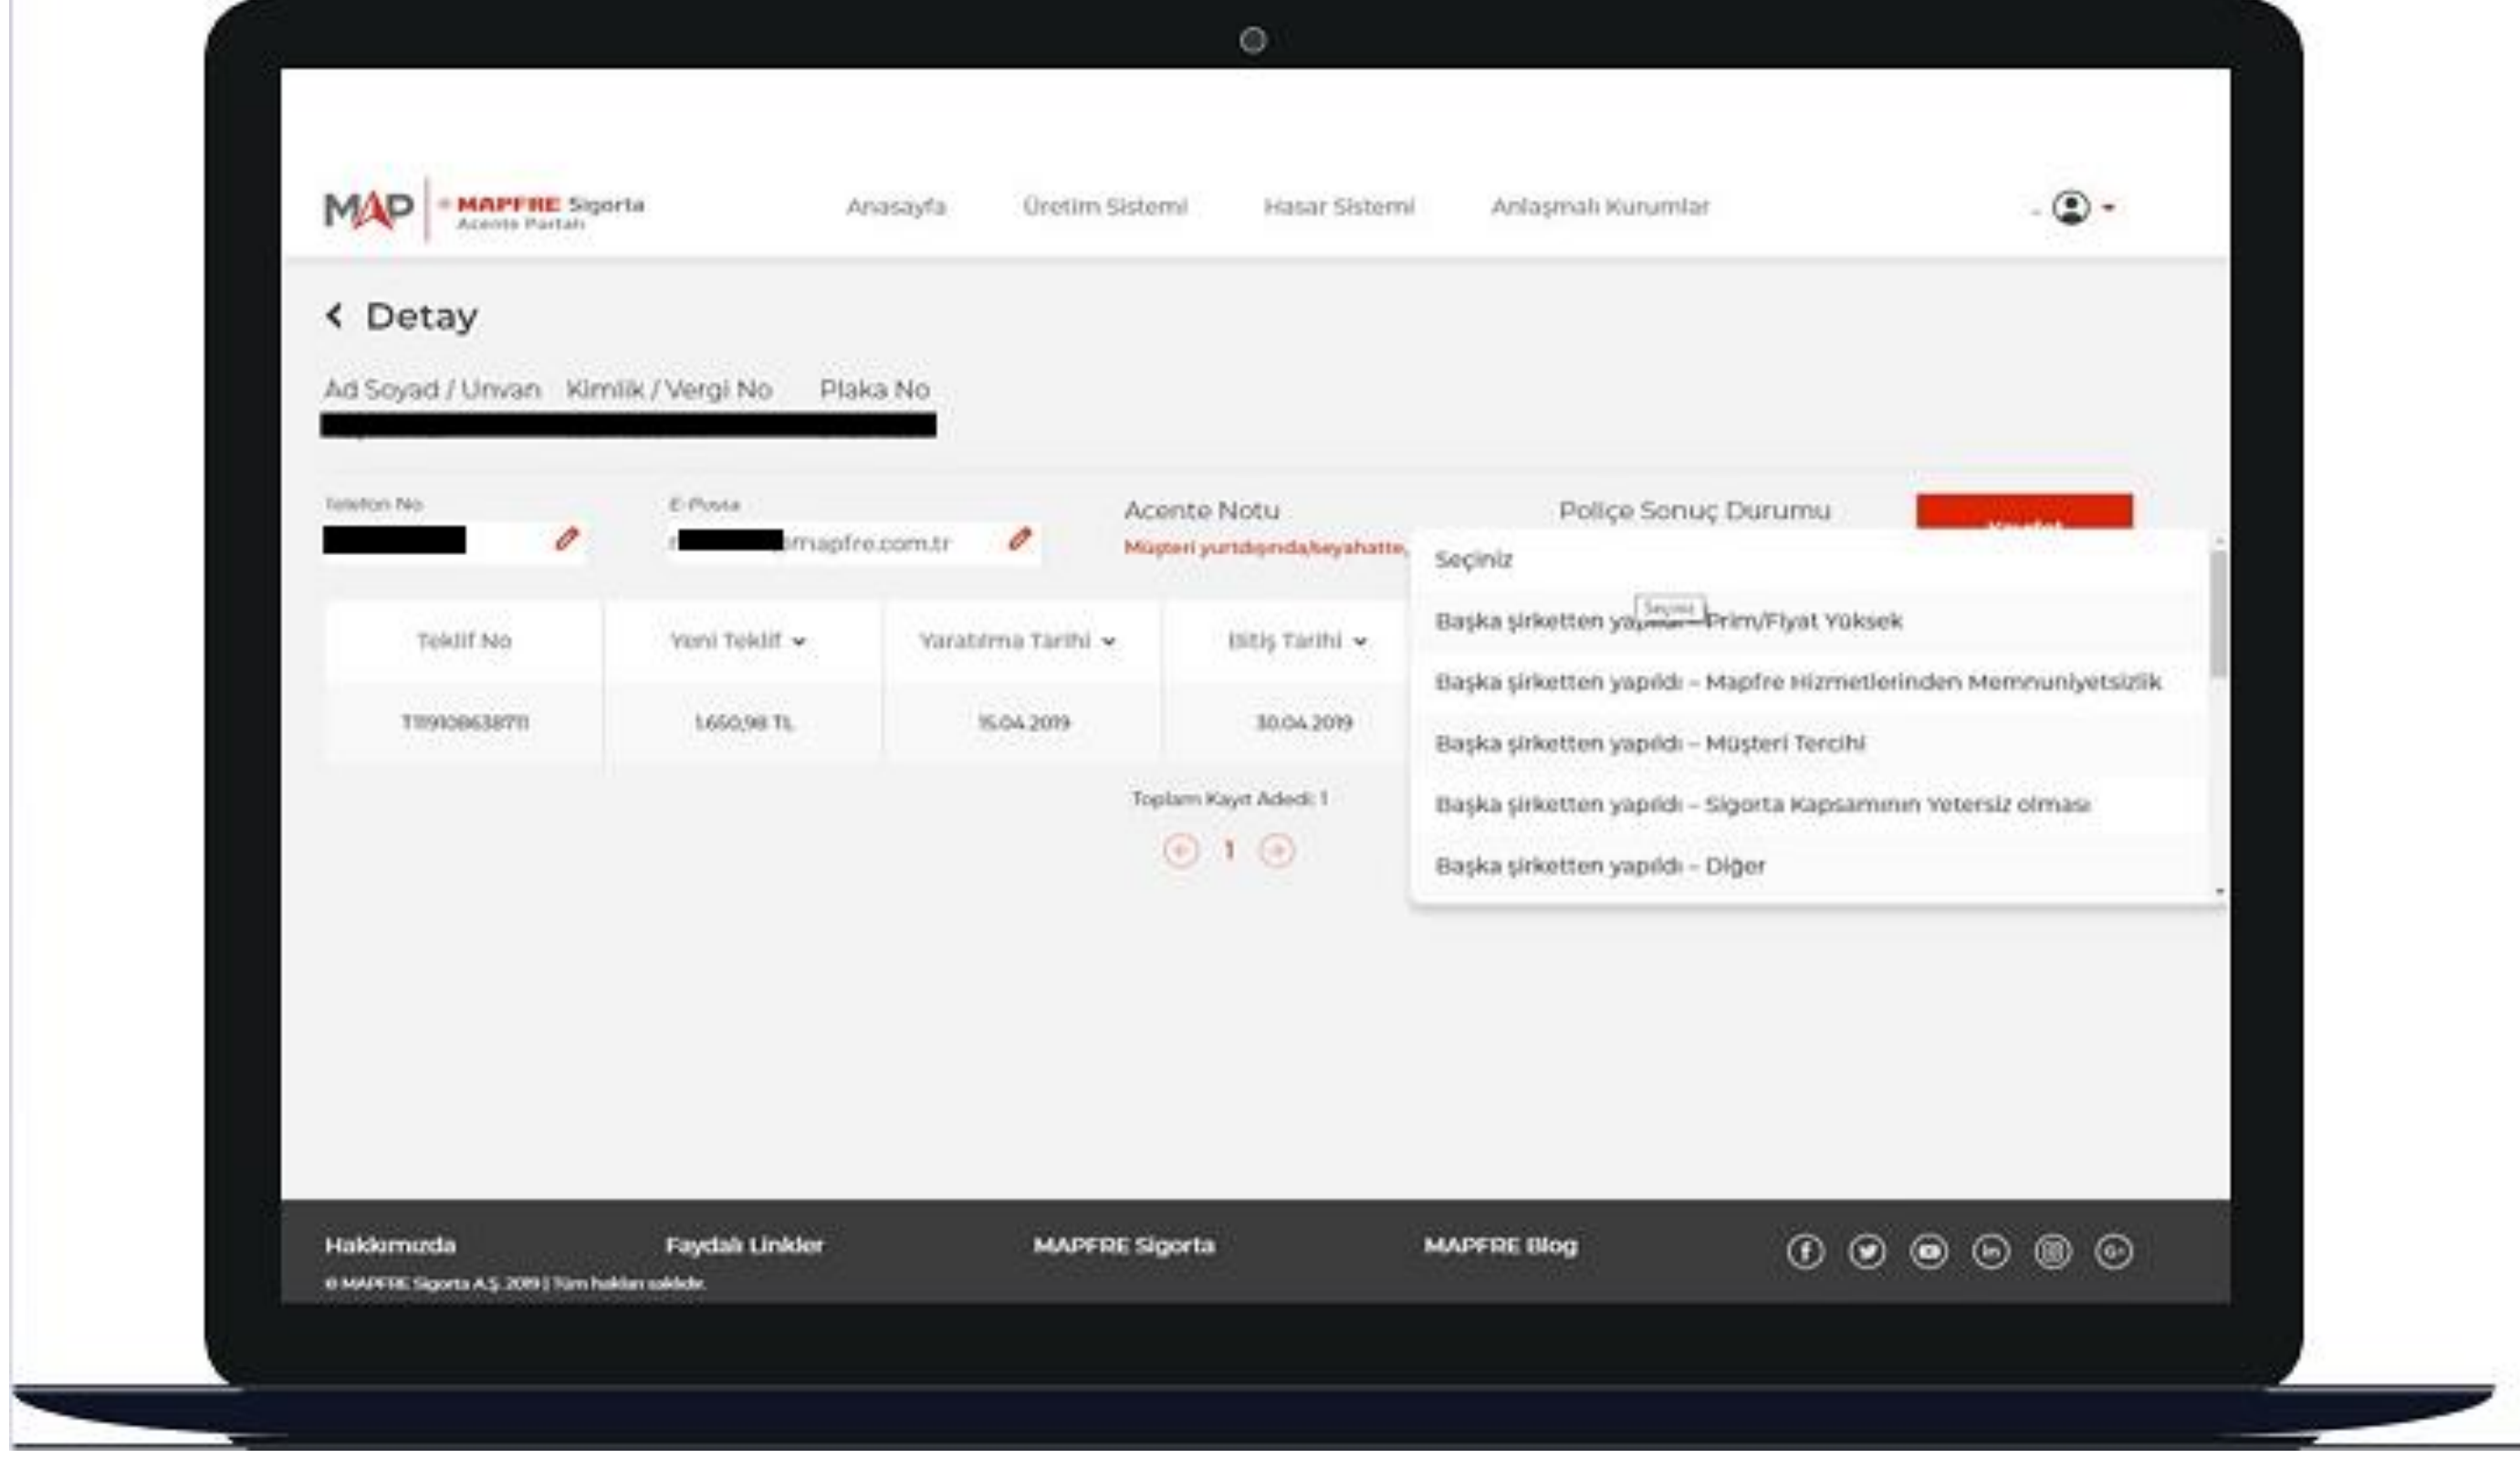 MAP MAPFRE Sigorta
Acente Portalı
Anasayfa Üretim Sistemi Hasar Sistemi Anlaşmalı Kurumlar
Detay
Ad Soyad / Unvan Kimlik / Vergi No Plaka No
Telefon No E-Posta Acente Notu Poliçe Sonuç Durumu
mapfre.com.tr Müşteri yurtdışında/seyahatte,
Seçiniz
Seçiniz
Başka şirketten Prim/Fiyat Yüksek
Başka şirketten yapıldı – Mapfre Hizmetlerinden Memnuniyetsizlik
Başka şirketten yapıldı – Müşteri Tercihi
Başka şirketten yapıldı – Sigorta Kapsamının Yetersiz olması
Başka şirketten yapıldı – Diğer
Teklif No Yeni Teklif Yaratılma Tarihi Bitiş Tarihi
1.650,98 TL 15.04.2019 30.04.2019
Toplam Kayıt Adedi: 1
1
Hakkımızda Faydalı Linkler MAPFRE Sigorta MAPFRE Blog
© MAPFRE Sigorta A.Ş. 2019 | Tüm hakları saklıdır.